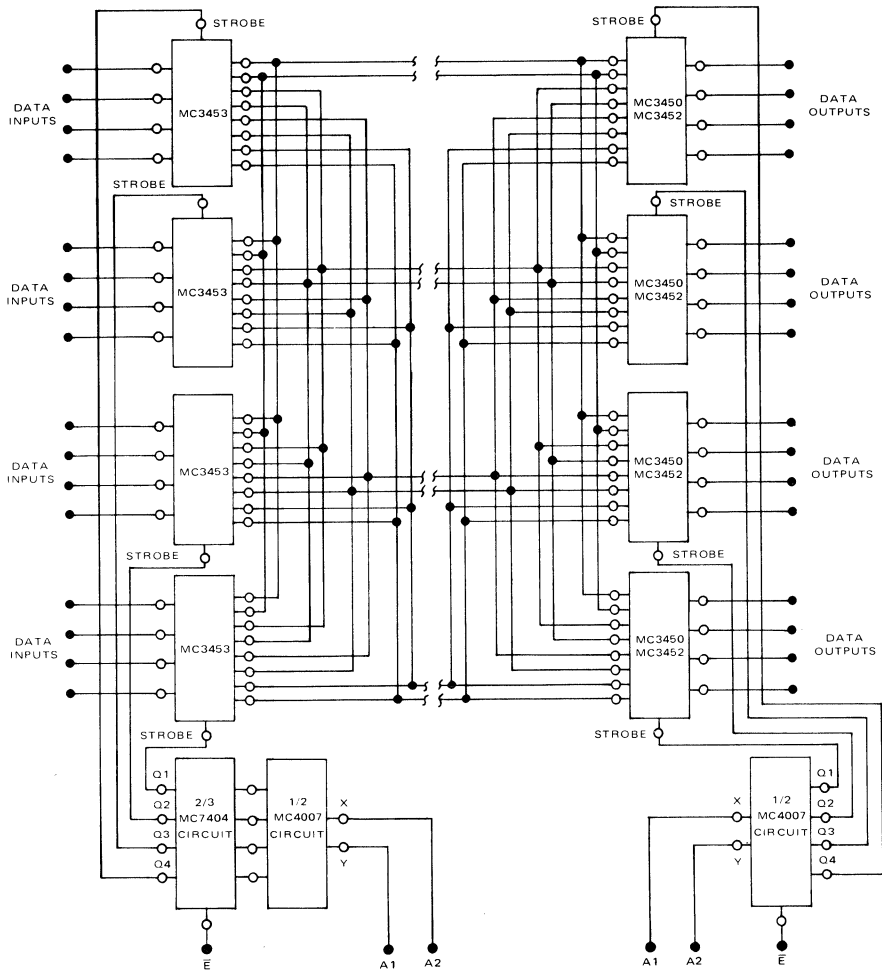 STROBE
MC3453
DATA
INPUTS
STROBE
MC3450
MC3452
DATA
OUTPUTS
STROBE
MC3453
DATA
INPUTS
STROBE
MC3450
MC3452
DATA
OUTPUTS
MC3453
DATA
INPUTS
STROBE
MC3450
MC3452
DATA
OUTPUTS
STROBE
MC3453
DATA
INPUTS
STROBE
MC3450
MC3452
DATA
OUTPUTS
STROBE
Q1
Q2
Q3
Q4
2/3
MC7404
CIRCUIT
1/2
MC4007
CIRCUIT
X
Y
E̅
A1
A2
X
Y
1/2
MC4007
CIRCUIT
Q1
Q2
Q3
Q4
A1
A2
E̅